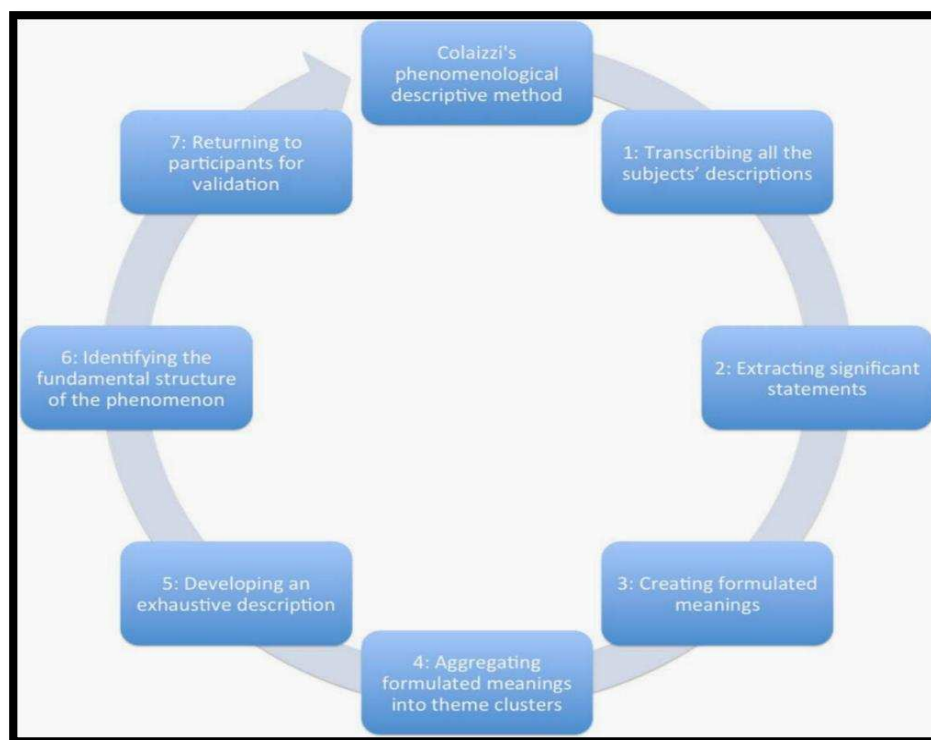 Colaizzi's
phenomenological
descriptive method
1: Transcribing all the
subjects’ descriptions
2: Extracting significant
statements
3: Creating formulated
meanings
4: Aggregating
formulated meanings
into theme clusters
5: Developing an
exhaustive description
6: Identifying the
fundamental structure
of the phenomenon
7: Returning to
participants for
validation